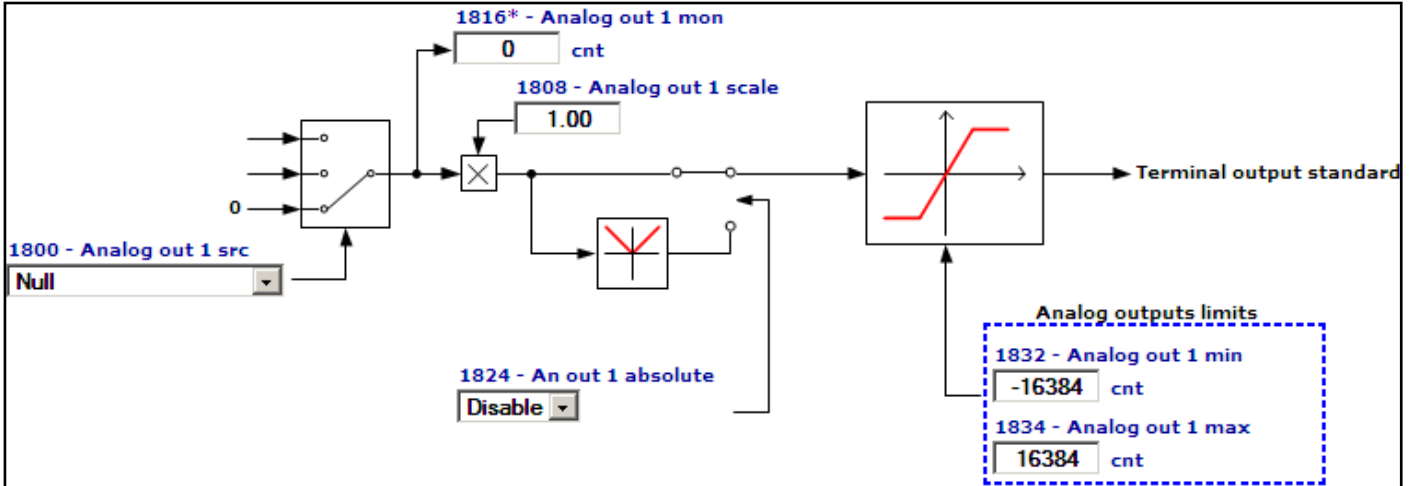 1816* - Analog out 1 mon
0 cnt
1808 - Analog out 1 scale
1.00
0
Terminal output standard
1800 - Analog out 1 src
Null
Analog outputs limits
1832 - Analog out 1 min
-16384 cnt
1824 - An out 1 absolute
Disable
1834 - Analog out 1 max
16384 cnt